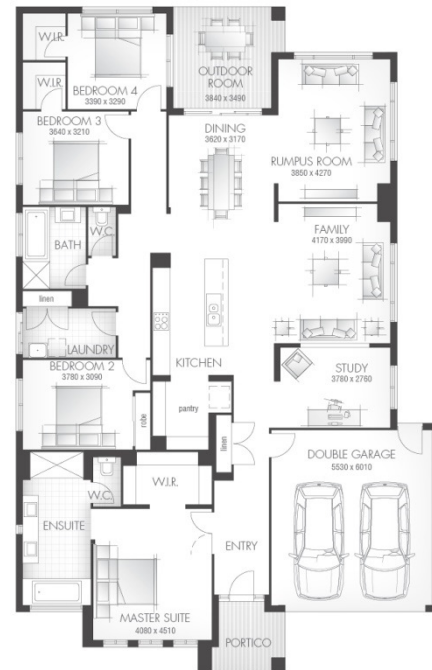 W.I.R.
BEDROOM 4
3390 x 3290
OUTDOOR
ROOM
3840 x 3490
W.I.R.
BEDROOM 3
3640 x 3210
DINING
3620 x 3170
RUMPUS ROOM
3850 x 4270
W.C.
BATH
FAMILY
4170 x 3990
linen
LAUNDRY
KITCHEN
BEDROOM 2
3780 x 3090
STUDY
3780 x 2760
robe
pantry
linen
DOUBLE GARAGE
5530 x 6010
W.C.
W.I.R.
ENSUITE
ENTRY
MASTER SUITE
4080 x 4510
PORTICO